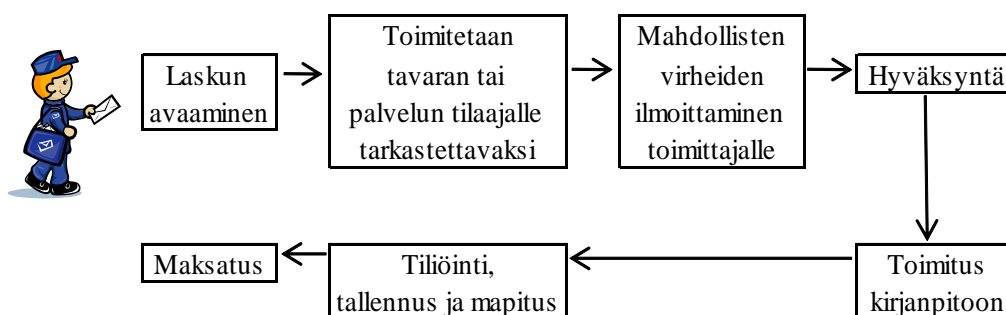 Laskun
avaaminen
Toimitetaan
tavaran tai
palvelun tilaajalle
tarkastettavaksi
Mahdollisten
virheiden
ilmoittaminen
toimittajalle
Hyväksyntä
Toimitus
kirjanpitoon
Tiliöinti,
tallennus ja mapitus
Maksatus